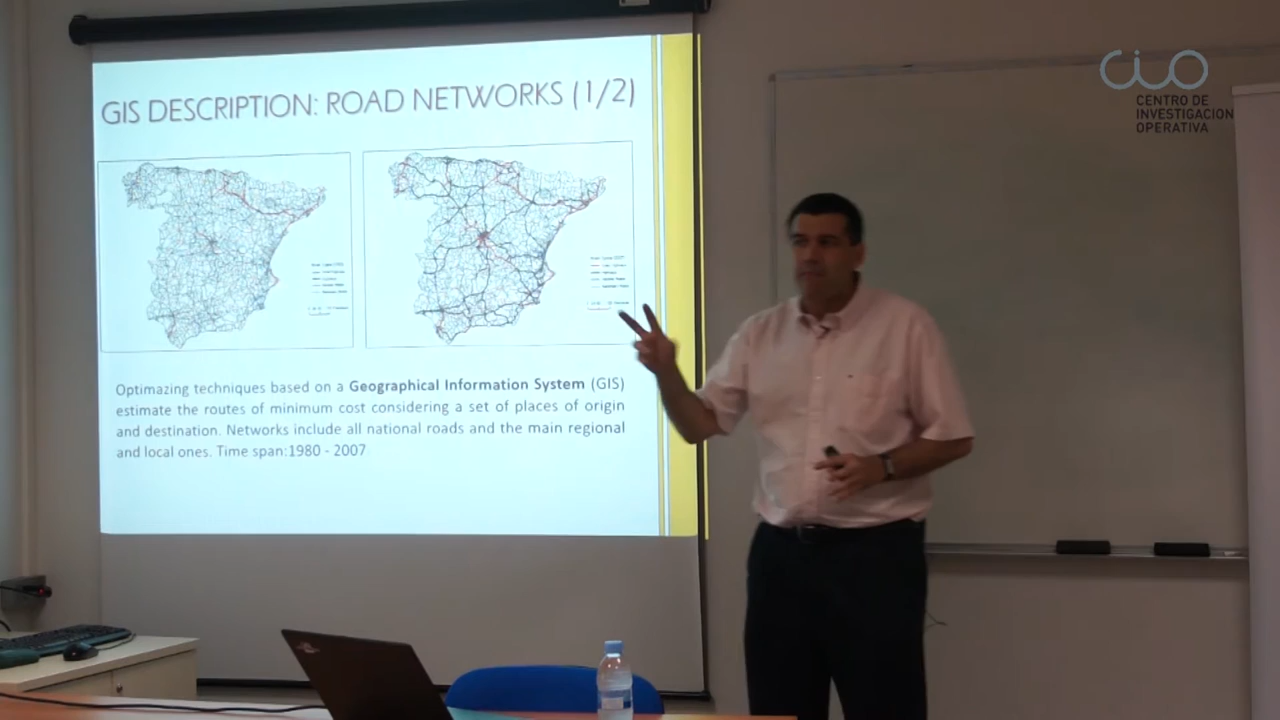 GIS DESCRIPTION: ROAD NETWORKS (1/2)
Optimazing techniques based on a Geographical Information System (GIS)
estimate the routes of minimum cost considering a set of places of origin
and destination. Networks include all national roads and the main regional
and local ones. Time span:1980 - 2007
CIO
CENTRO DE
INVESTIGACION
OPERATIVA